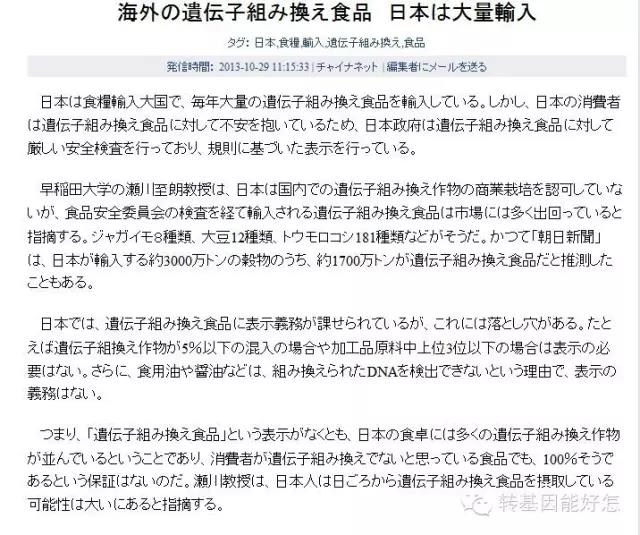 海外の遺伝子組み換え食品　日本は大量輸入
タグ: 日本,食糧,輸入,遺伝子組み換え,食品
発信時間: 2013-10-29 11:15:33 | チャイナネット | 編集者にメールを送る
日本は食糧輸入大国で、毎年大量の遺伝子組み換え食品を輸入している。しかし、日本の消費者
は遺伝子組み換え食品に対して不安を抱いているため、日本政府は遺伝子組み換え食品に対して
厳しい安全検査を行っており、規則に基づいた表示を行っている。
早稲田大学の瀬川至朗教授は、日本は国内での遺伝子組み換え作物の商業栽培を認可していな
いが、食品安全委員会の検査を経て輸入される遺伝子組み換え食品は市場には多く出回っていると
指摘する。ジャガイモ8種類、大豆12種類、トウモロコシ181種類などがそうだ。かつて「朝日新聞」
は、日本が輸入する約3000万トンの穀物のうち、約1700万トンが遺伝子組み換え食品だと推測した
こともある。
日本では、遺伝子組み換え食品に表示義務が課せられているが、これには落とし穴がある。たと
えば遺伝子組換え作物が5％以下の混入の場合や加工品原料中上位3位以下の場合は表示の必
要はない。さらに、食用油や醤油などは、組み換えられたDNAを検出できないという理由で、表示の
義務はない。
つまり、「遺伝子組み換え食品」という表示がなくとも、日本の食卓には多くの遺伝子組み換え作物
が並んでいるということであり、消費者が遺伝子組み換えでないと思っている食品でも、100％そうで
あるという保証はないのだ。瀬川教授は、日本人は日ごろから遺伝子組み換え食品を摂取している
可能性は大いにあると指摘する。
转基因能好怎